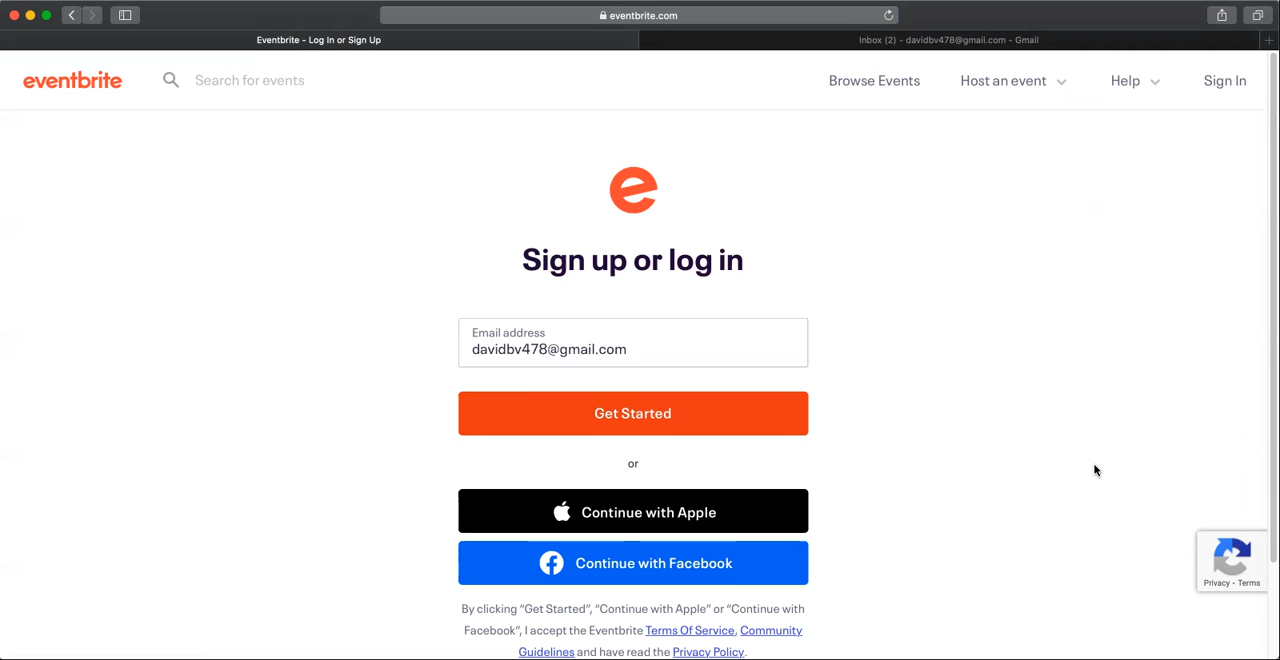 eventbrite.com
Eventbrite - Log In or Sign Up
Inbox (2) - davidbv478@gmail.com - Gmail
eventbrite
Search for events
Browse Events
Host an event
Help
Sign In
e
Sign up or log in
Email address
davidbv478@gmail.com
Get Started
or
Continue with Apple
Continue with Facebook
By clicking “Get Started”, “Continue with Apple” or “Continue with
Facebook”, I accept the Eventbrite Terms Of Service, Community
Guidelines and have read the Privacy Policy.
Privacy - Terms